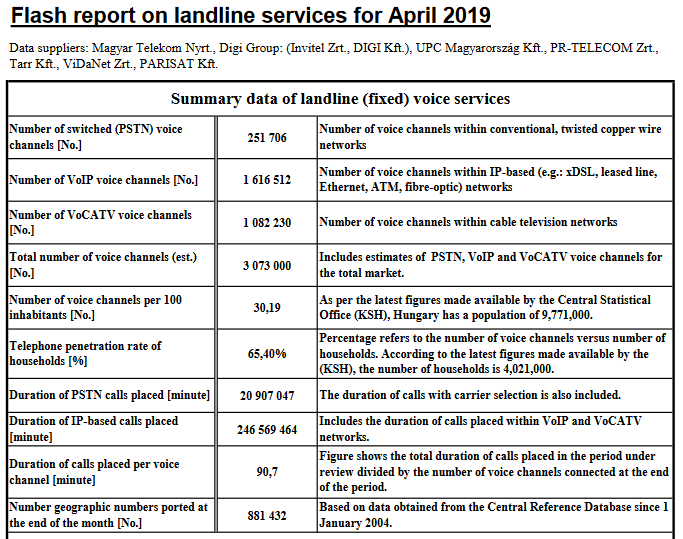 Flash report on landline services for April 2019
Data suppliers: Magyar Telekom Nyrt., Digi Group: (Invitel Zrt., DIGI Kft.), UPC Magyarország Kft., PR-TELECOM Zrt.,
Tarr Kft., ViDaNet Zrt., PARISAT Kft.
Summary data of landline (fixed) voice services
Number of switched (PSTN) voice
channels [No.]
251 706
Number of voice channels within conventional, twisted copper wire
networks
Number of VoIP voice channels [No.]
1 616 512
Number of voice channels within IP-based (e.g.: xDSL, leased line,
Ethernet, ATM, fibre-optic) networks
Number of VoCATV voice channels
[No.]
1 082 230
Number of voice channels within cable television networks
Total number of voice channels (est.)
[No.]
3 073 000
Includes estimates of PSTN, VoIP and VoCATV voice channels for
the total market.
Number of voice channels per 100
inhabitants [No.]
30,19
As per the latest figures made available by the Central Statistical
Office (KSH), Hungary has a population of 9,771,000.
Telephone penetration rate of
households [%]
65,40%
Percentage refers to the number of voice channels versus number of
households. According to the latest figures made available by the
(KSH), the number of households is 4,021,000.
Duration of PSTN calls placed [minute]
20 907 047
The duration of calls with carrier selection is also included.
Duration of IP-based calls placed
[minute]
246 569 464
Includes the duration of calls placed within VoIP and VoCATV
networks.
Duration of calls placed per voice
channel [minute]
90,7
Figure shows the total duration of calls placed in the period under
review divided by the number of voice channels connected at the end
of the period.
Number geographic numbers ported at
the end of the month [No.]
881 432
Based on data obtained from the Central Reference Database since 1
January 2004.